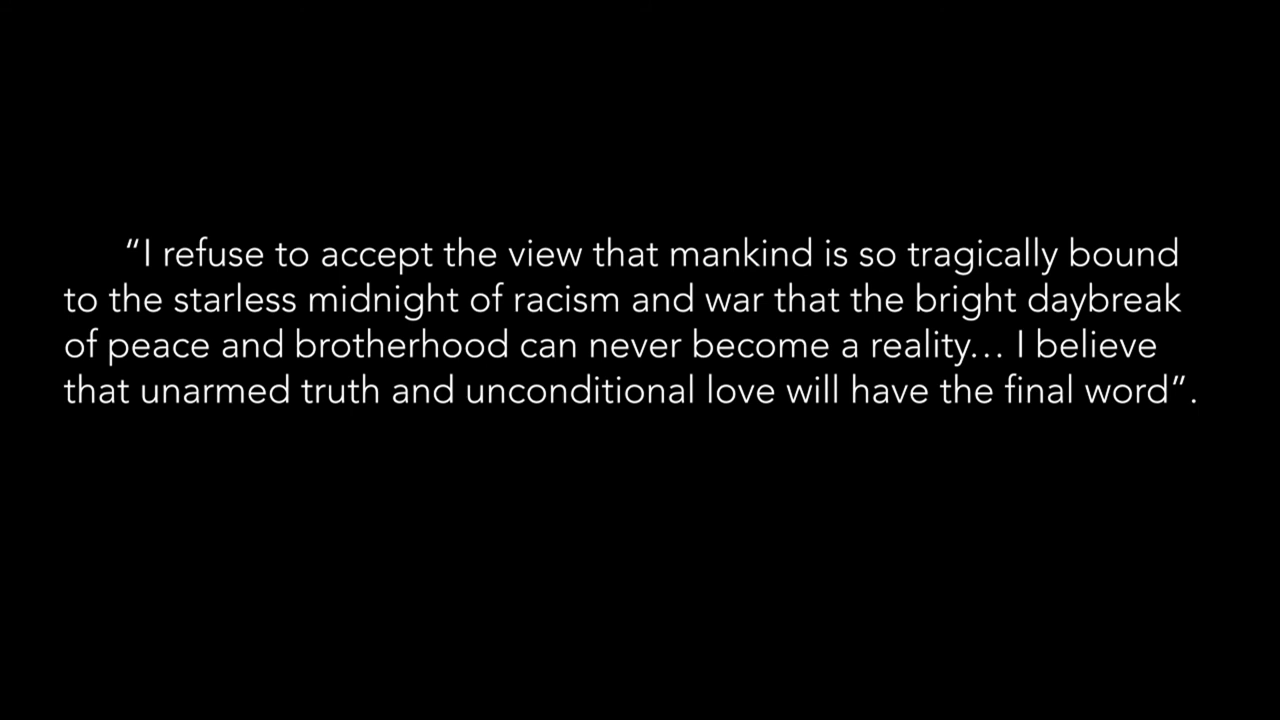 “I refuse to accept the view that mankind is so tragically bound
to the starless midnight of racism and war that the bright daybreak
of peace and brotherhood can never become a reality… I believe
that unarmed truth and unconditional love will have the final word”.